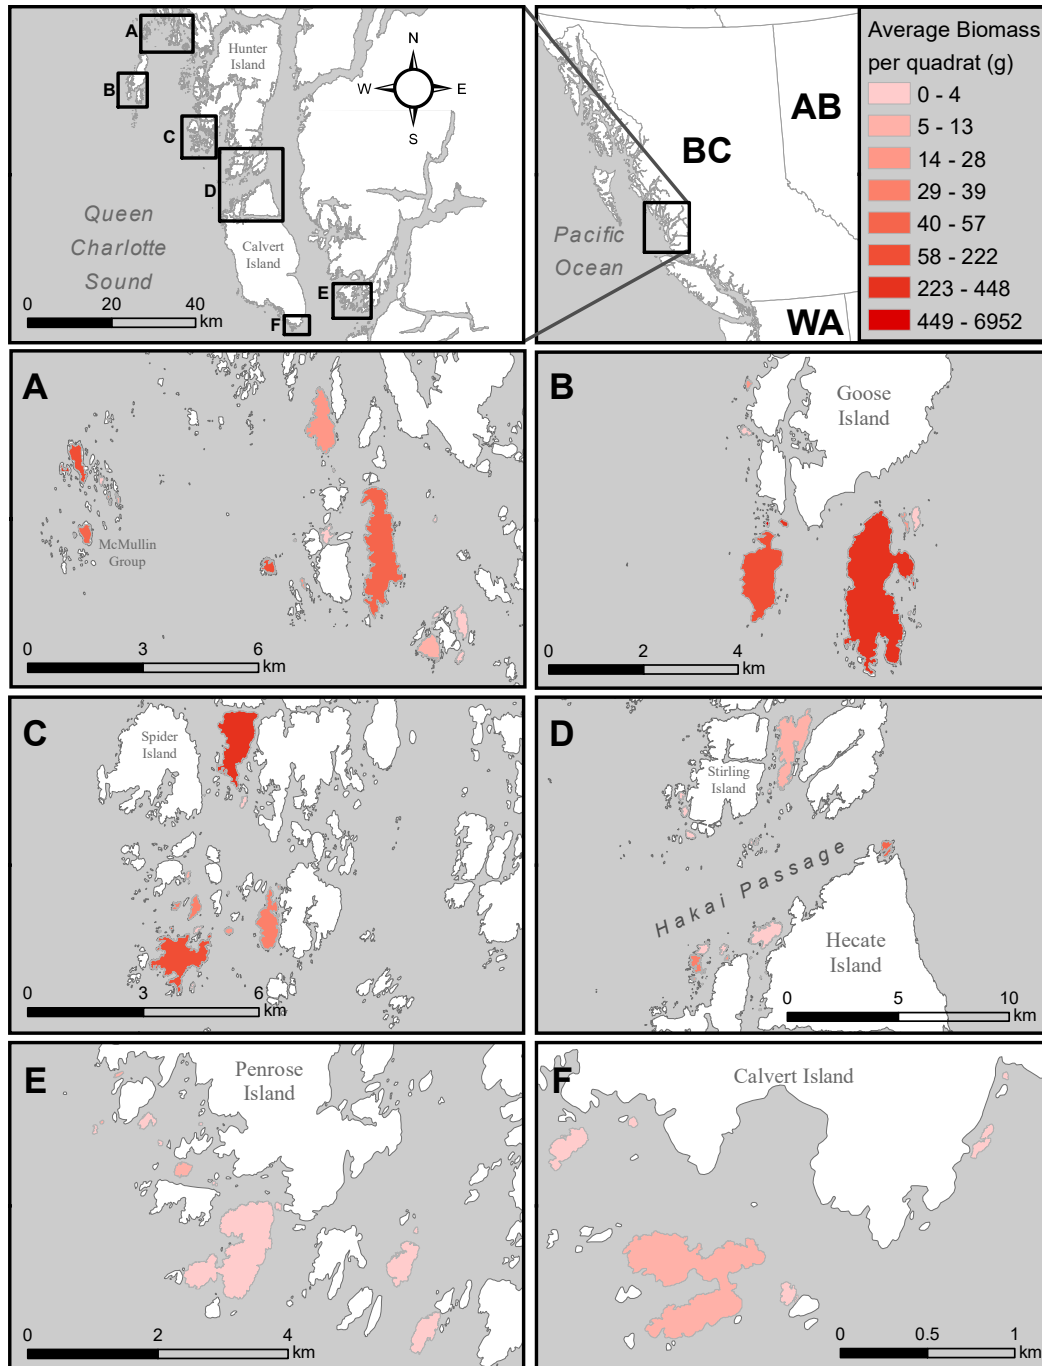 A
B
C
D
E
F
Hunter
Island
N
W
E
S
Queen
Charlotte
Sound
Calvert
Island
0 20 40
km
AB
BC
WA
Pacific
Ocean
Average Biomass
per quadrat (g)
0 - 4
5 - 13
14 - 28
29 - 39
40 - 57
58 - 222
223 - 448
449 - 6952
A
McMullin
Group
0 3 6
km
B
Goose
Island
0 2 4
km
C
Spider
Island
0 3 6
km
D
Stirling
Island
Hakai Passage
Hecate
Island
0 5 10
km
E
Penrose
Island
0 2 4
km
F
Calvert Island
0 0.5 1
km